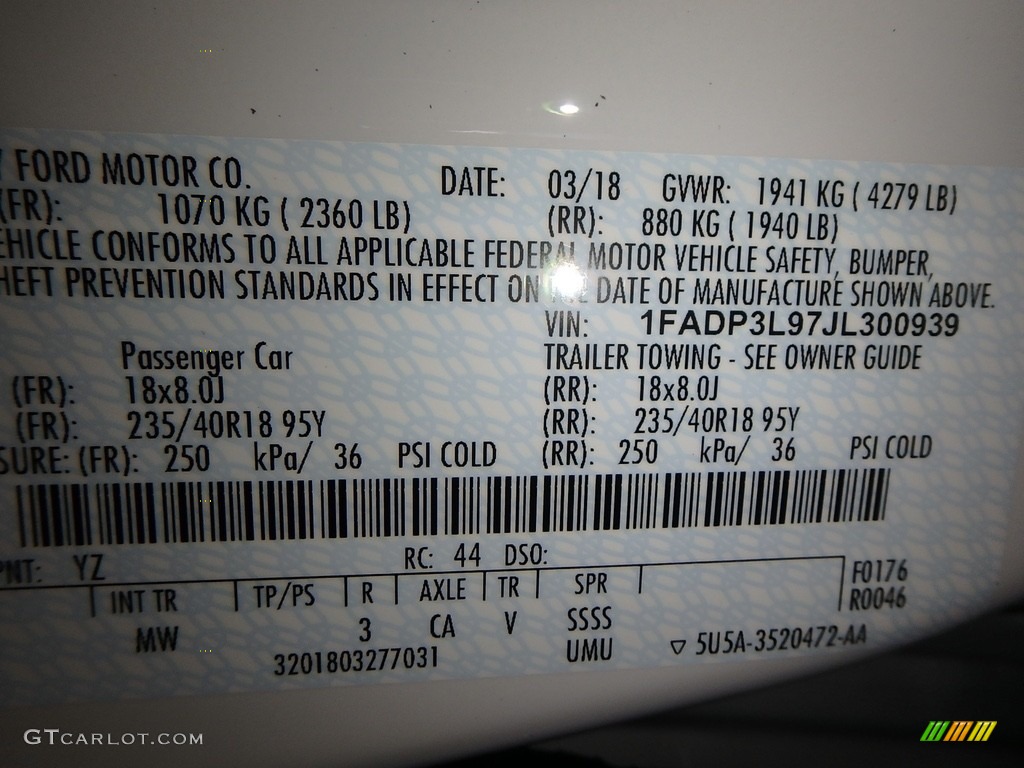 Y FORD MOTOR CO. DATE: 03/18 GVWR: 1941 KG ( 4279 LB)
(FR): 1070 KG ( 2360 LB) (RR): 880 KG ( 1940 LB)
EHICLE CONFORMS TO ALL APPLICABLE FEDERAL MOTOR VEHICLE SAFETY, BUMPER,
HEFT PREVENTION STANDARDS IN EFFECT ON DATE OF MANUFACTURE SHOWN ABOVE.
VIN: 1FADP3L97JL300939
Passenger Car TRAILER TOWING - SEE OWNER GUIDE
(FR): 18x8.0J (RR): 18x8.0J
(FR): 235/40R18 95Y (RR): 235/40R18 95Y
SURE: (FR): 250 kPa/ 36 PSI COLD (RR): 250 kPa/ 36 PSI COLD
PNT: YZ RC: 44 DSO:
INT TR TP/PS R AXLE TR SPR F0176
R0046
MW 3 CA V SSSS
UMU ▽ 5U5A-3520472-AA
3201803277031
GTCARLOT.COM